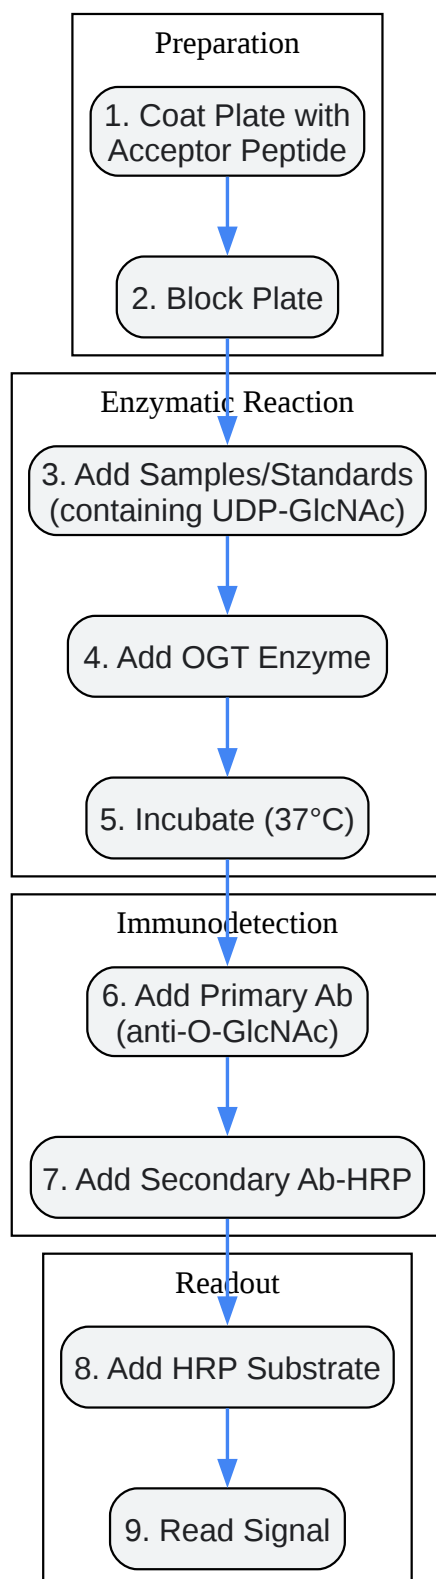 Preparation
1. Coat Plate with
Acceptor Peptide
2. Block Plate
Enzymatic Reaction
3. Add Samples/Standards
(containing UDP-GlcNAc)
4. Add OGT Enzyme
5. Incubate (37°C)
Immunodetection
6. Add Primary Ab
(anti-O-GlcNAc)
7. Add Secondary Ab-HRP
Readout
8. Add HRP Substrate
9. Read Signal